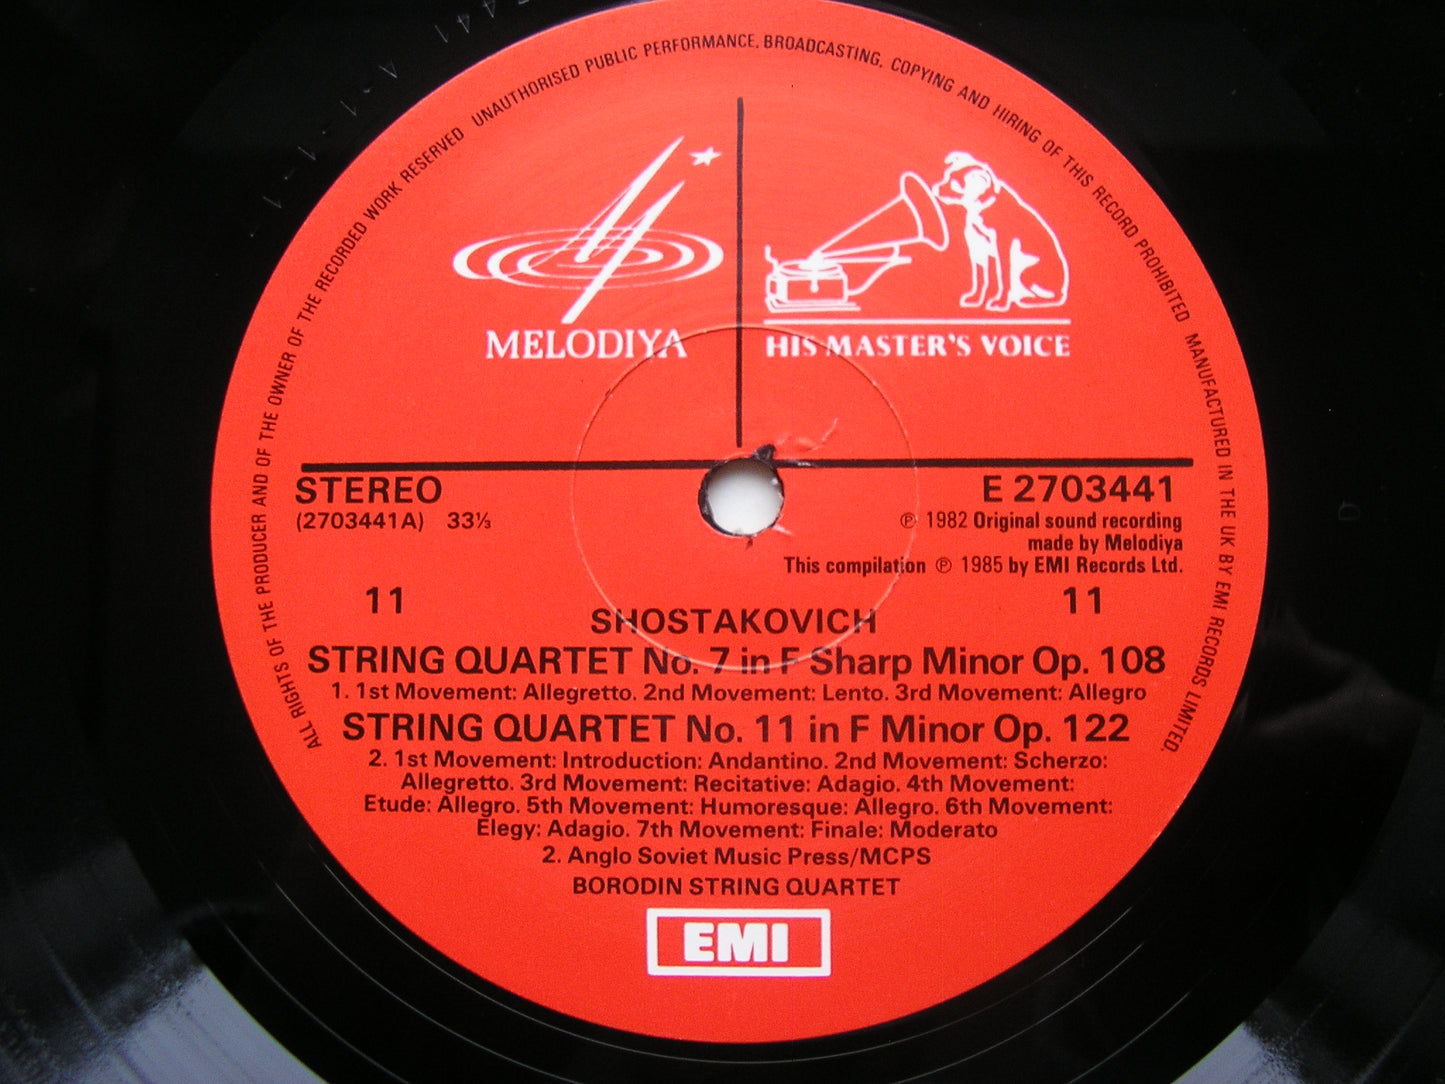 ALL RIGHTS OF THE PRODUCER AND OF THE OWNER OF THE RECORDED WORK RESERVED UNAUTHORISED PUBLIC PERFORMANCE, BROADCASTING, COPYING AND HIRING OF THIS RECORD PROHIBITED MANUFACTURED IN THE UK BY EMI RECORDS LIMITED.
MELODIYA
HIS MASTER'S VOICE
STEREO
(2703441A) 33⅓
E 2703441
℗ 1982 Original sound recording
made by Melodiya
This compilation ℗ 1985 by EMI Records Ltd.
11 11
SHOSTAKOVICH
STRING QUARTET No. 7 in F Sharp Minor Op. 108
1. 1st Movement: Allegretto. 2nd Movement: Lento. 3rd Movement: Allegro
STRING QUARTET No. 11 in F Minor Op. 122
2. 1st Movement: Introduction: Andantino. 2nd Movement: Scherzo:
Allegretto. 3rd Movement: Recitative: Adagio. 4th Movement:
Etude: Allegro. 5th Movement: Humoresque: Allegro. 6th Movement:
Elegy: Adagio. 7th Movement: Finale: Moderato
2. Anglo Soviet Music Press/MCPS
BORODIN STRING QUARTET
EMI